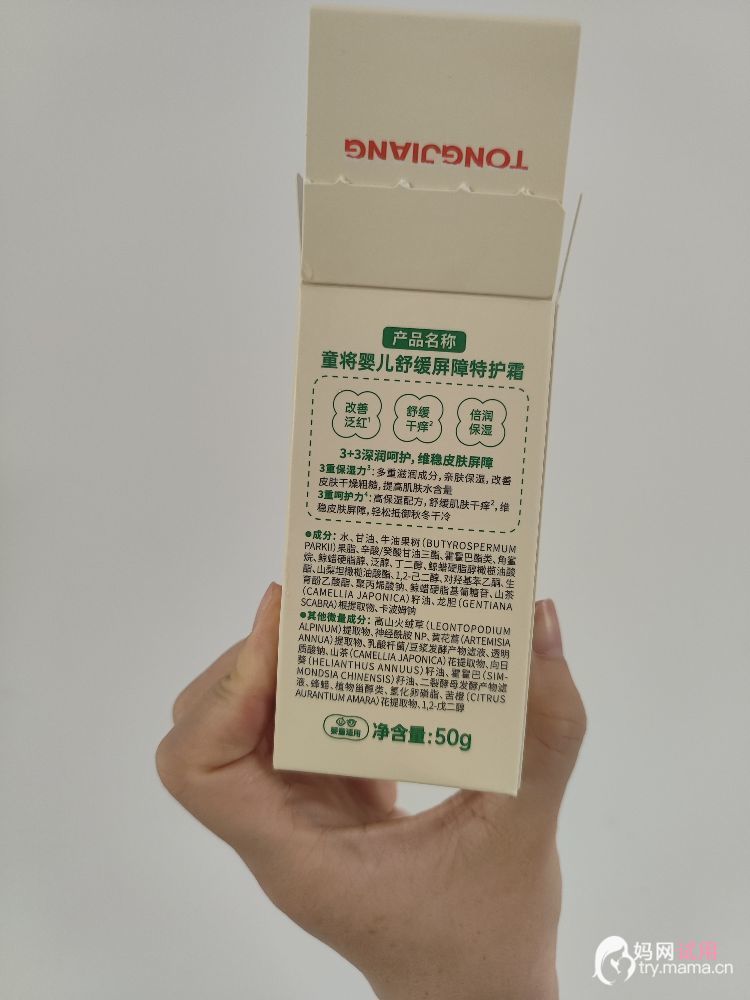 TONGJIANG
产品名称
童将婴儿舒缓屏障特护霜
改善
泛红¹
舒缓
干痒²
倍润
保湿
3+3深润呵护,维稳皮肤屏障
3重保湿力³:多重滋润成分,亲肤保湿,改善
皮肤干燥粗糙,提高肌肤水含量
3重呵护力⁴:高保湿配方,舒缓肌肤干痒²,维
稳皮肤屏障,轻松抵御秋冬干冷
●成分:水、甘油、牛油果树(BUTYROSPERMUM
PARKII)果脂、辛酸/癸酸甘油三酯、霍霍巴酯类、角鲨
烷、鲸蜡硬脂醇、泛醇、丁二醇、鲸蜡硬脂醇橄榄油酸
酯、山梨坦橄榄油酸酯、1,2-己二醇、对羟基苯乙酮、生
育酚乙酸酯、聚丙烯酸钠、鲸蜡硬脂基葡糖苷、山茶
(CAMELLIA JAPONICA)籽油、龙胆(GENTIANA
SCABRA)根提取物、卡波姆钠
●其他微量成分:高山火绒草(LEONTOPODIUM
ALPINUM)提取物、神经酰胺 NP、黄花蒿(ARTEMISIA
ANNUA)提取物、乳酸杆菌/豆浆发酵产物滤液、透明
质酸钠、山茶(CAMELLIA JAPONICA)花提取物、向日
葵(HELIANTHUS ANNUUS)籽油、霍霍巴(SIM-
MONDSIA CHINENSIS)籽油、二裂酵母发酵产物滤
液、蜂蜡、植物甾醇类、氢化卵磷脂、苦橙(CITRUS
AURANTIUM AMARA)花提取物、1,2-戊二醇
婴童适用
净含量:50g
妈网试用
try.mama.cn